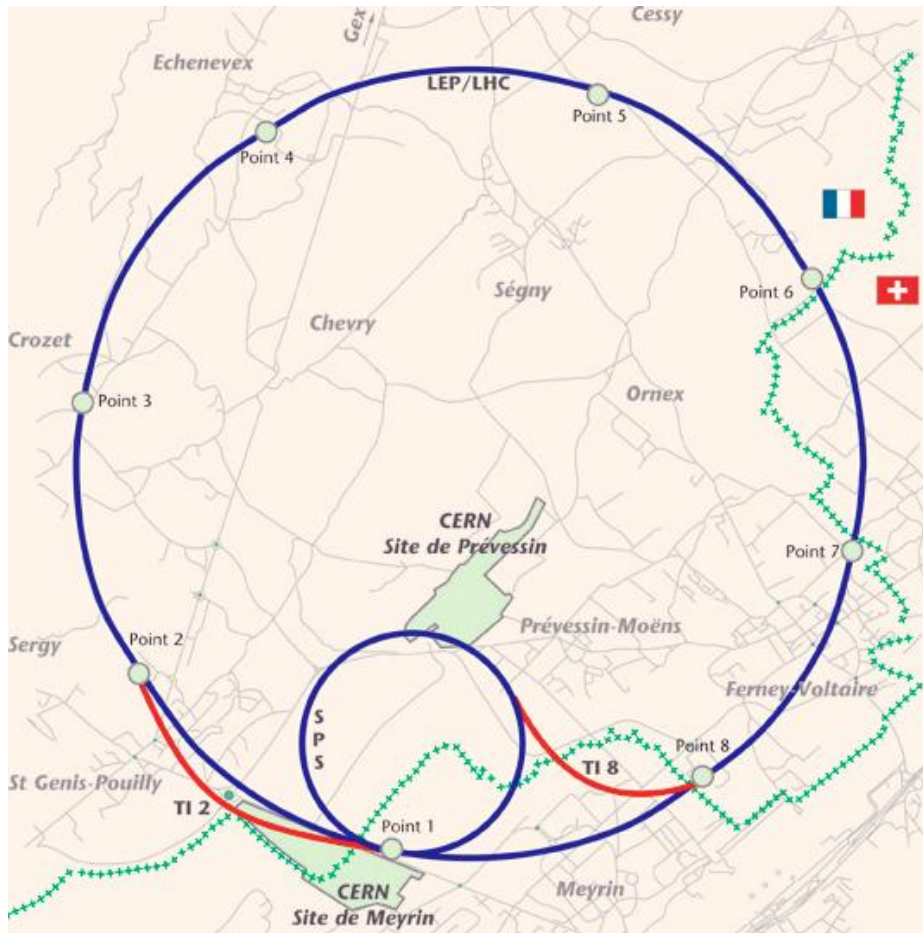 Cessy
Gex
Echenevex
LEP/LHC
Point 5
Point 4
Point 6
Ségny
Chevry
Crozet
Ornex
Point 3
CERN
Site de Prévessin
Point 7
Prévessin-Moëns
Sergy
Point 2
Ferney-Voltaire
S
P
S
Point 8
TI 8
St Genis-Pouilly
TI 2
Point 1
Meyrin
CERN
Site de Meyrin